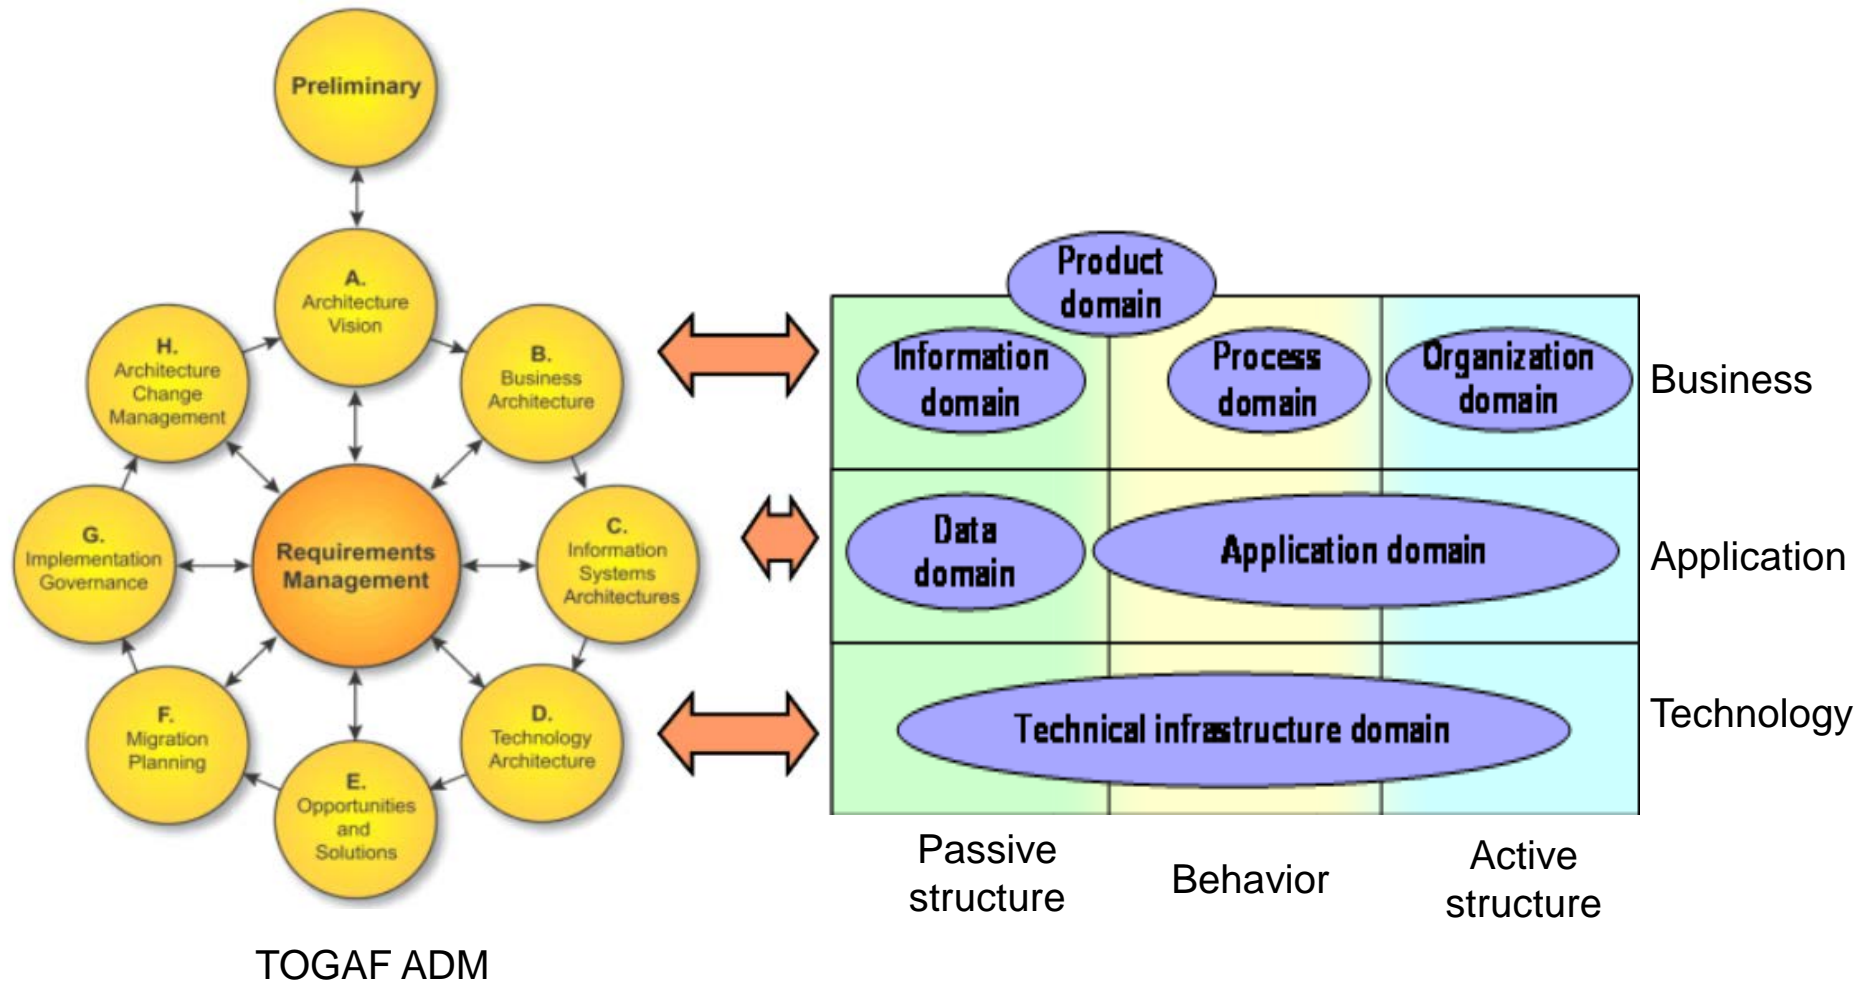 Preliminary
A.
Architecture
Vision
B.
Business
Architecture
C.
Information
Systems
Architectures
D.
Technology
Architecture
E.
Opportunities
and
Solutions
F.
Migration
Planning
G.
Implementation
Governance
H.
Architecture
Change
Management
Requirements
Management
TOGAF ADM
Product
domain
Information
domain
Process
domain
Organization
domain
Business
Data
domain
Application domain
Application
Technical infrastructure domain
Technology
Passive
structure
Behavior
Active
structure